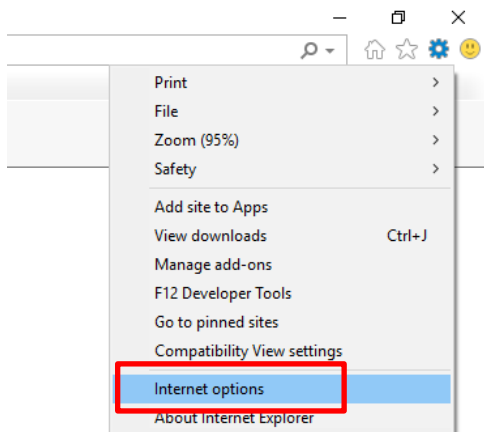 Print
File
Zoom (95%)
Safety
Add site to Apps
View downloads Ctrl+J
Manage add-ons
F12 Developer Tools
Go to pinned sites
Compatibility View settings
Internet options
About Internet Explorer